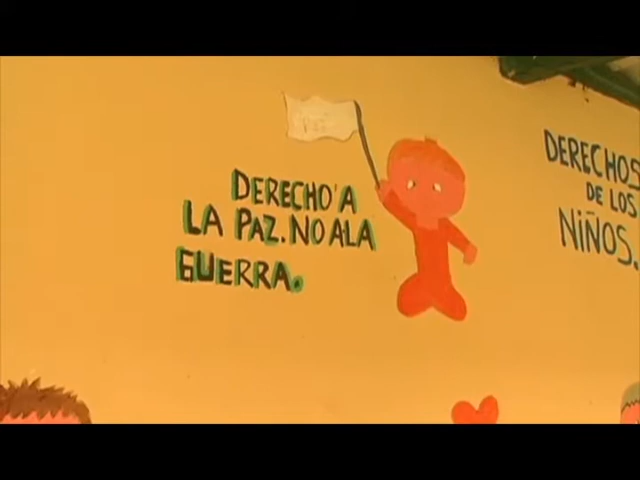 DERECHO'A
LA PAZ. NO ALA
GUERRA.
DERECHOS
DE LOS
NIÑOS.